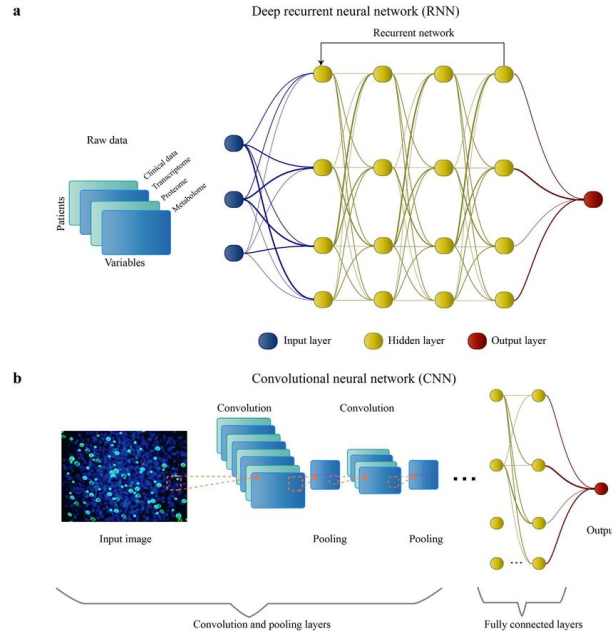 a
Deep recurrent neural network (RNN)
Recurrent network
Raw data
Clinical data
Transcriptome
Proteome
Metabolome
Patients
Variables
Input layer
Hidden layer
Output layer
b
Convolutional neural network (CNN)
Convolution
Convolution
...
...
Input image
Pooling
Pooling
Output
Convolution and pooling layers
Fully connected layers